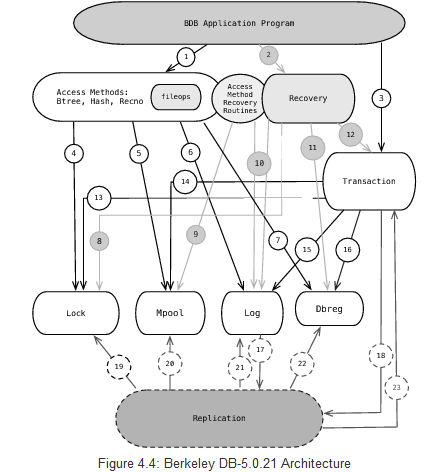 BDB Application Program
1
2
Access Methods:
Btree, Hash, Recno
fileops
Access
Method
Recovery
Routines
Recovery
3
12
4
5
6
10
11
14
Transaction
13
8
9
7
15
16
Lock
Mpool
Log
Dbreg
19
20
21
17
22
18
23
Replication
Figure 4.4: Berkeley DB-5.0.21 Architecture